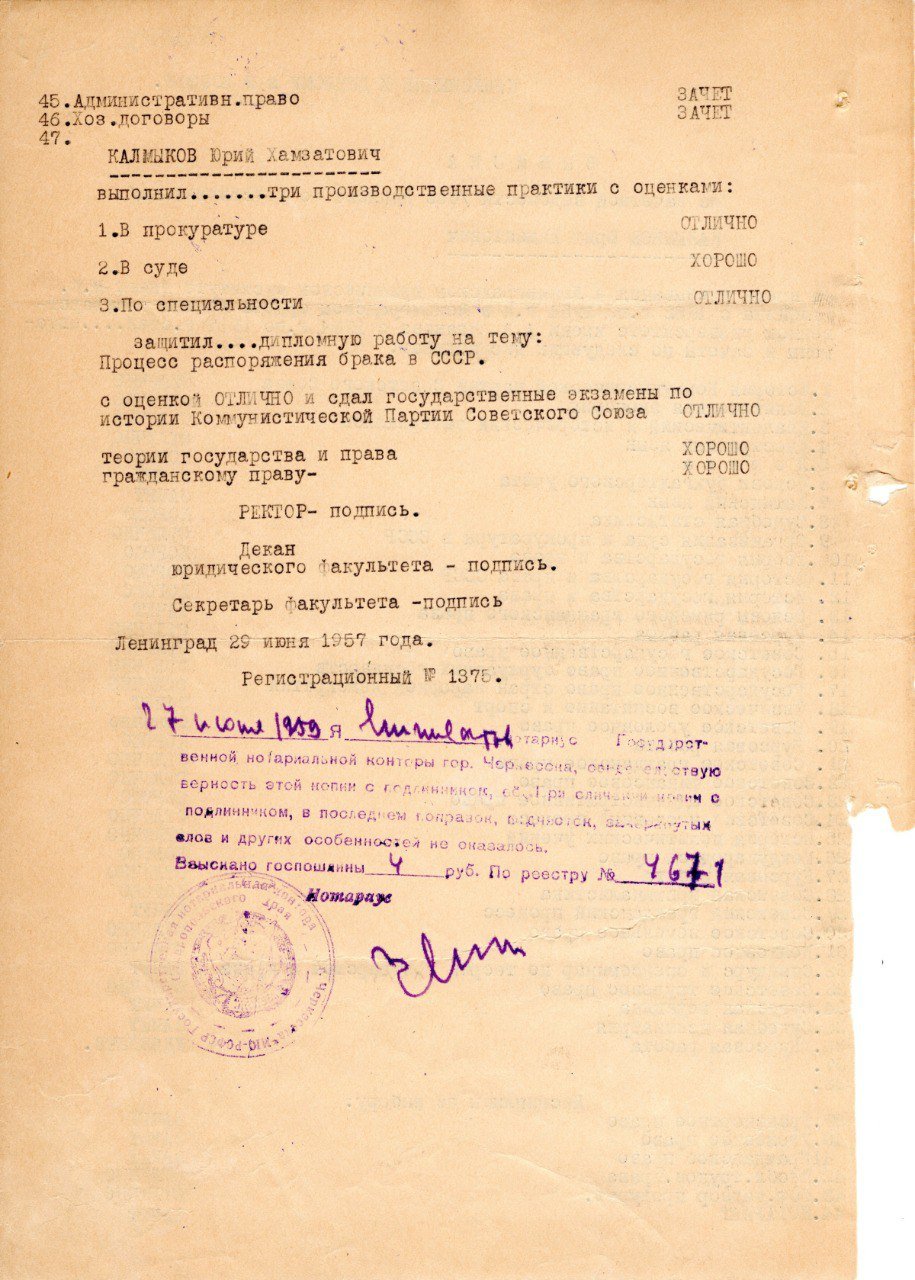 45.Административн.право ЗАЧЕТ
46.Хоз.договоры ЗАЧЕТ
47.
КАЛМЫКОВ Юрий Хамзатович
выполнил.......три производственные практики с оценками:
1.В прокуратуре ОТЛИЧНО
2.В суде ХОРОШО
3.По специальности ОТЛИЧНО
защитил....дипломную работу на тему:
Процесс распоряжения брака в СССР.
с оценкой ОТЛИЧНО и сдал государственные экзамены по
истории Коммунистической Партии Советского Союза ОТЛИЧНО
теории государства и права ХОРОШО
гражданскому праву- ХОРОШО
РЕКТОР- подпись.
Декан
юридического факультета - подпись.
Секретарь факультета -подпись
Ленинград 29 июня 1957 года.
Регистрационный № 1375.
27 июля 1959 Я нотариус Государст-
венной нотариальной конторы гор. Черкесска, свидетельствую
верность этой копии с подлинником, При сличении копии с
подлинником, в последнем поправок, подчисток, зачеркнутых
слов и других особенностей не оказалось.
Взыскано госпошлины 4 руб. По реестру № 4671
Нотариус